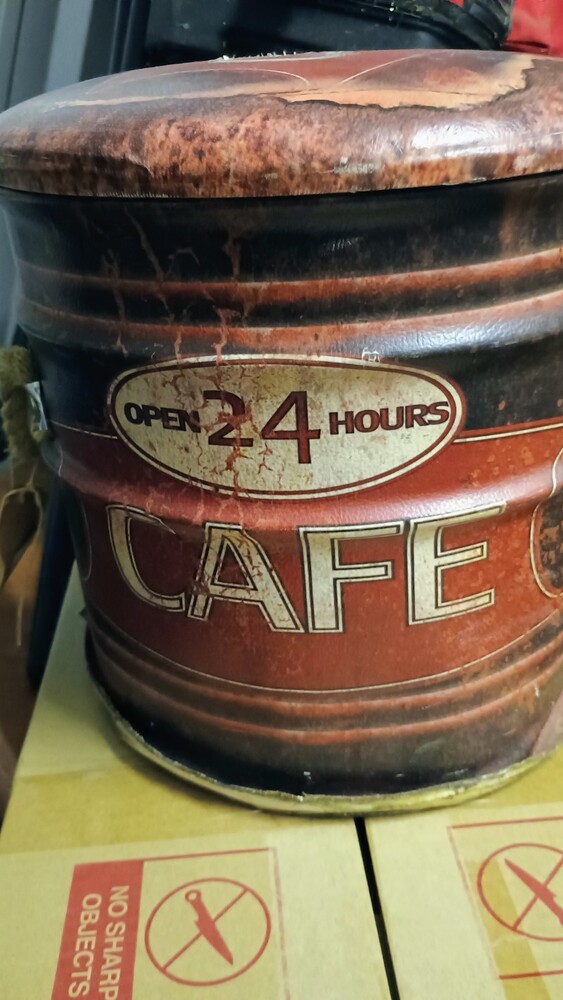 OPEN 24 HOURS
CAFE
NO SHARP
OBJECTS